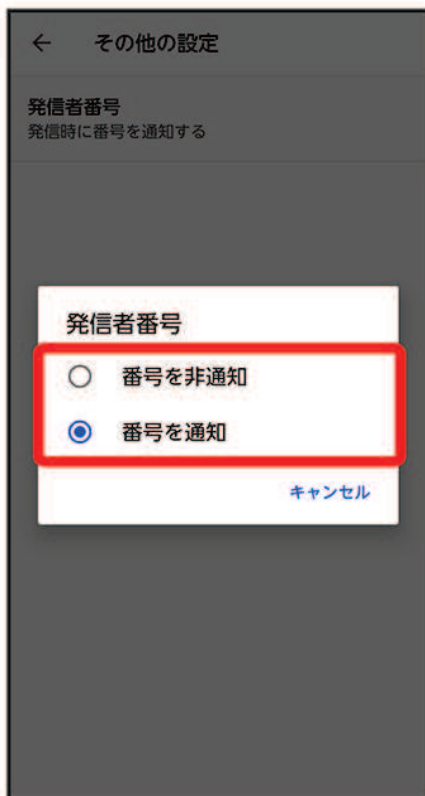 その他の設定
発信者番号
発信時に番号を通知する
発信者番号
番号を非通知
番号を通知
キャンセル